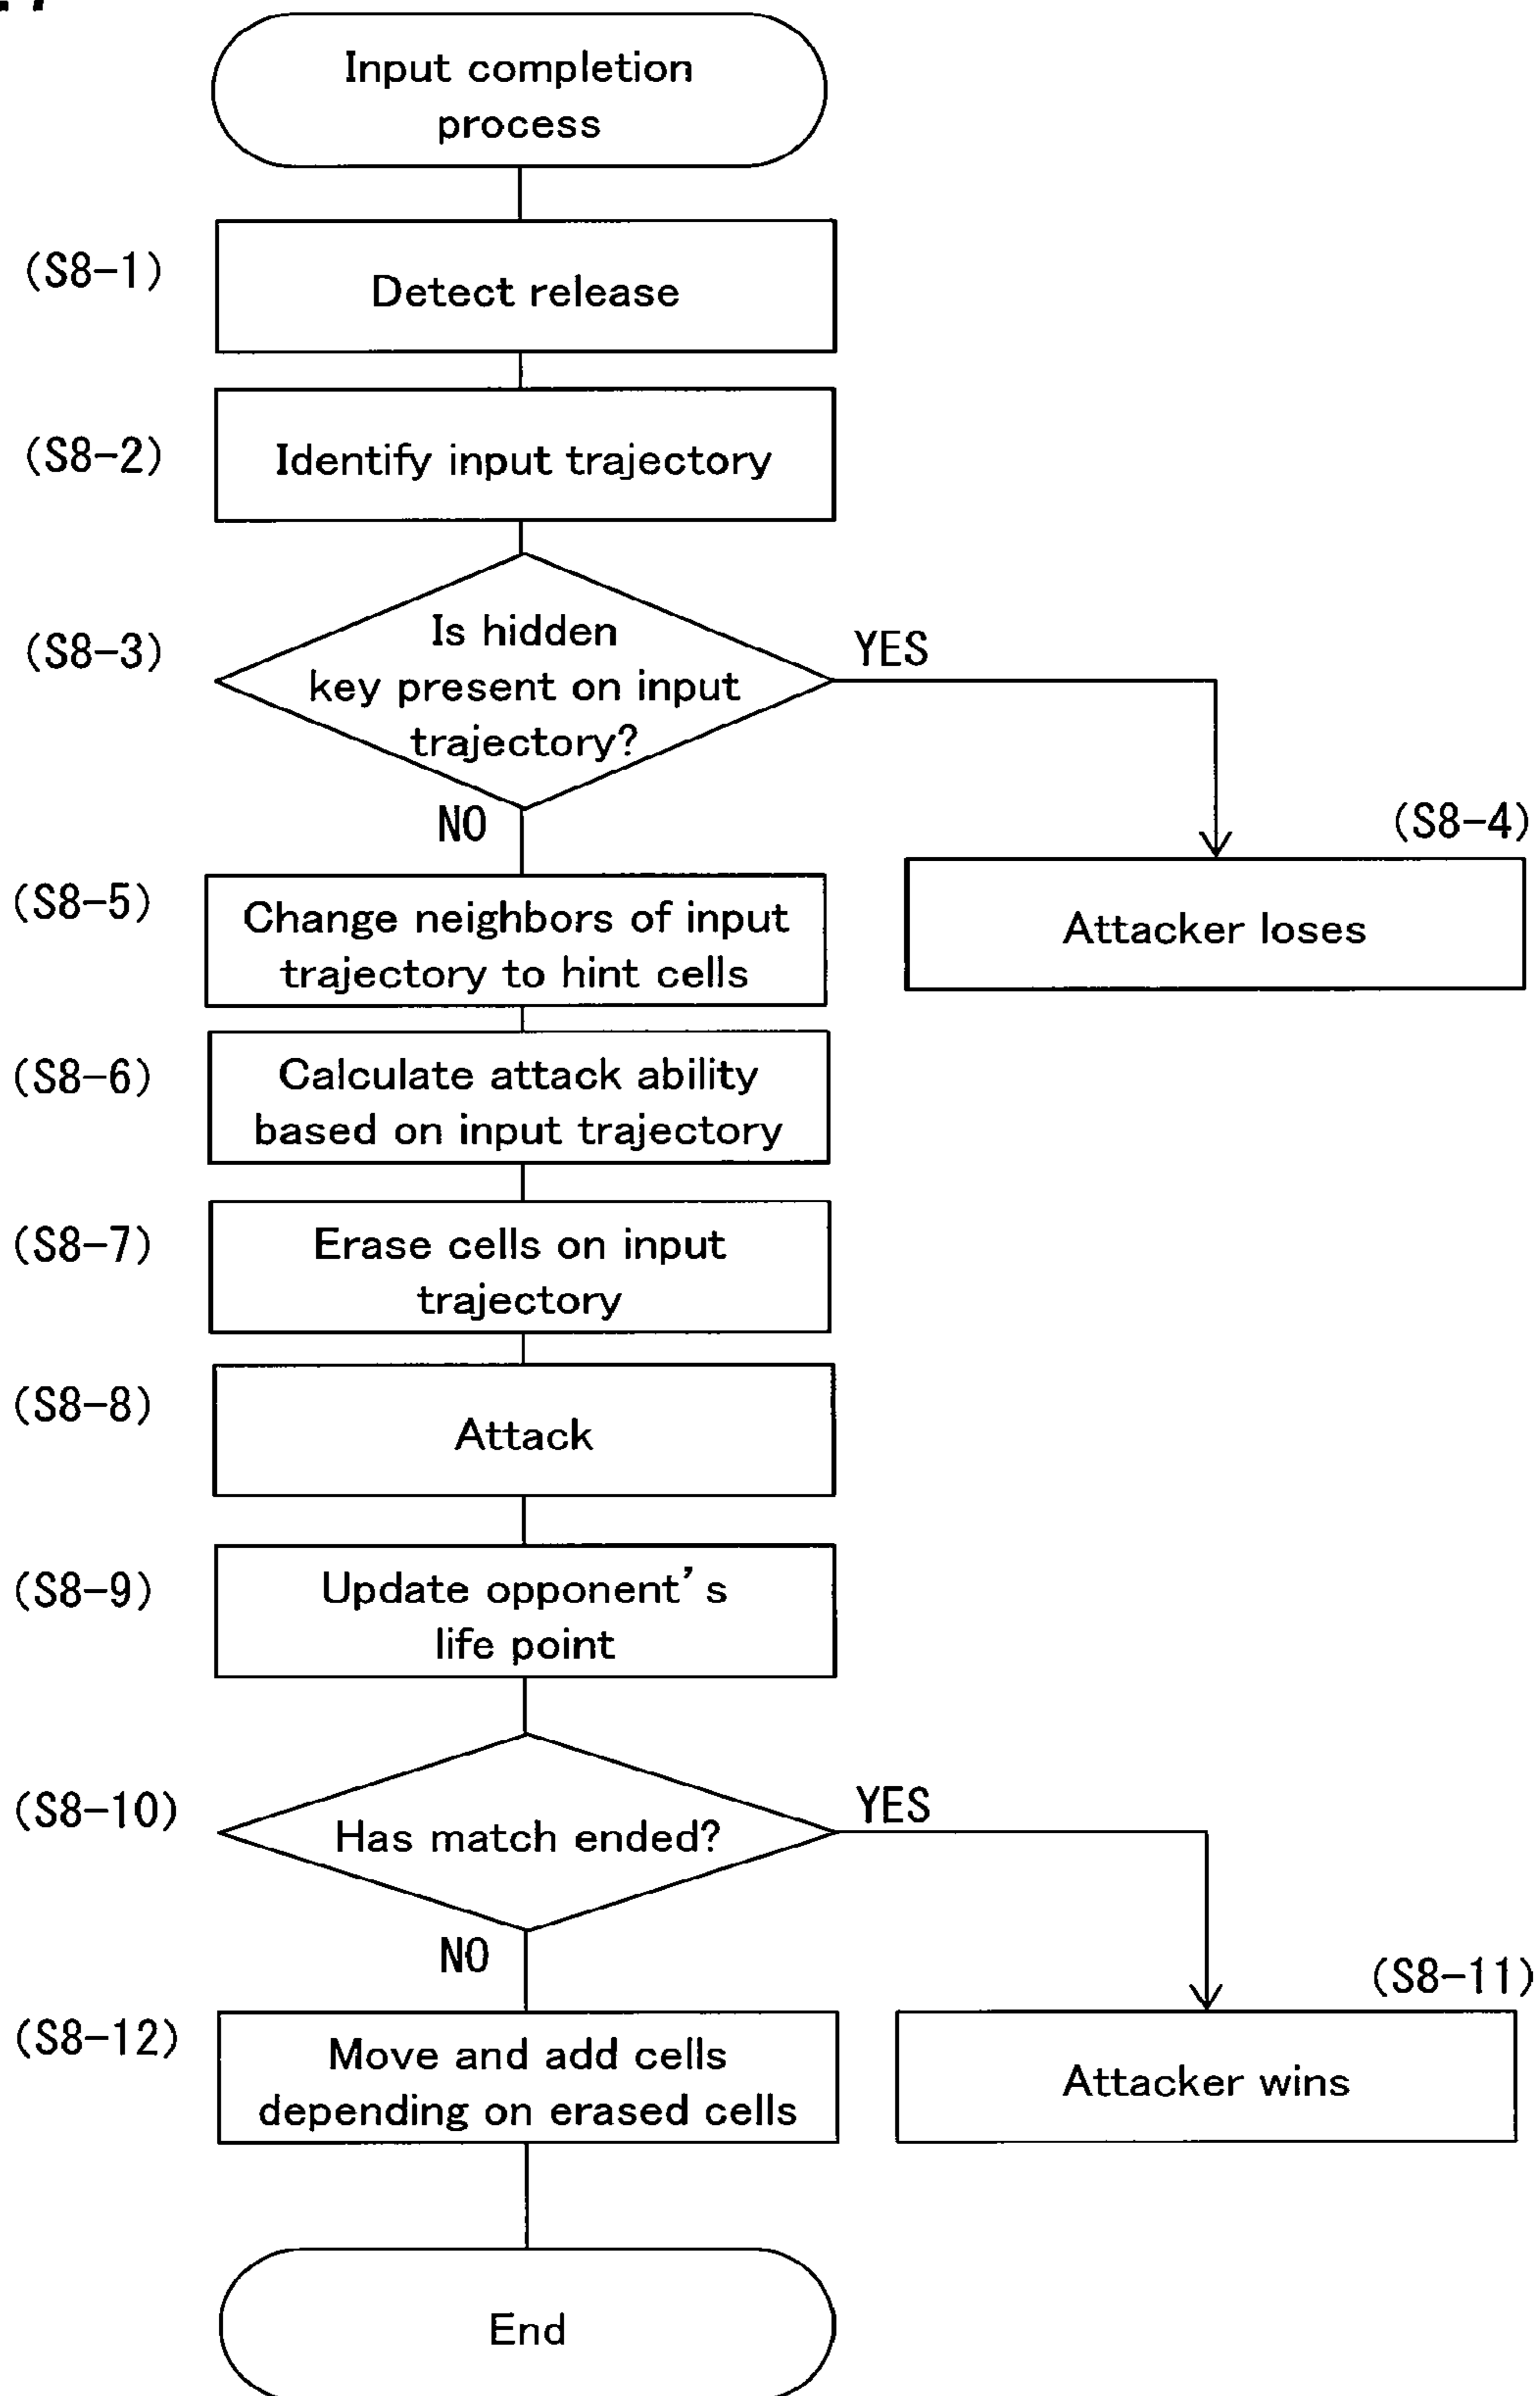 Input completion
process
(S8-1)
Detect release
(S8-2)
Identify input trajectory
(S8-3)
Is hidden
key present on input
trajectory?
YES
NO
(S8-4)
Attacker loses
(S8-5)
Change neighbors of input
trajectory to hint cells
(S8-6)
Calculate attack ability
based on input trajectory
(S8-7)
Erase cells on input
trajectory
(S8-8)
Attack
(S8-9)
Update opponent's
life point
(S8-10)
Has match ended?
YES
NO
(S8-11)
Attacker wins
(S8-12)
Move and add cells
depending on erased cells
End